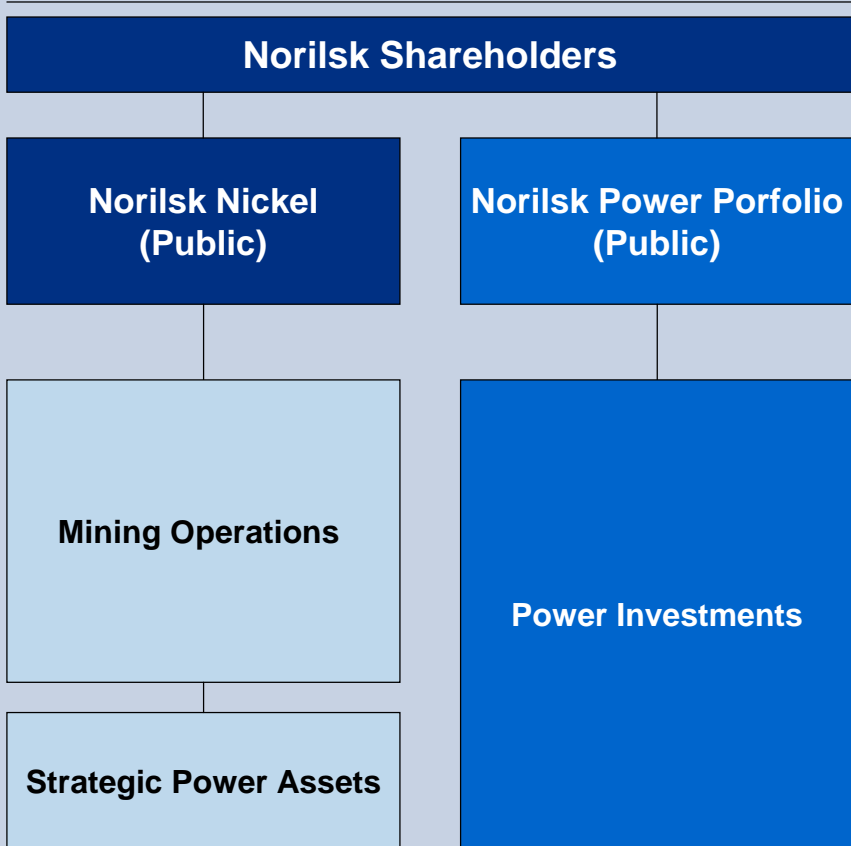 Norilsk Shareholders
Norilsk Nickel
(Public)
Norilsk Power Porfolio
(Public)
Mining Operations
Power Investments
Strategic Power Assets